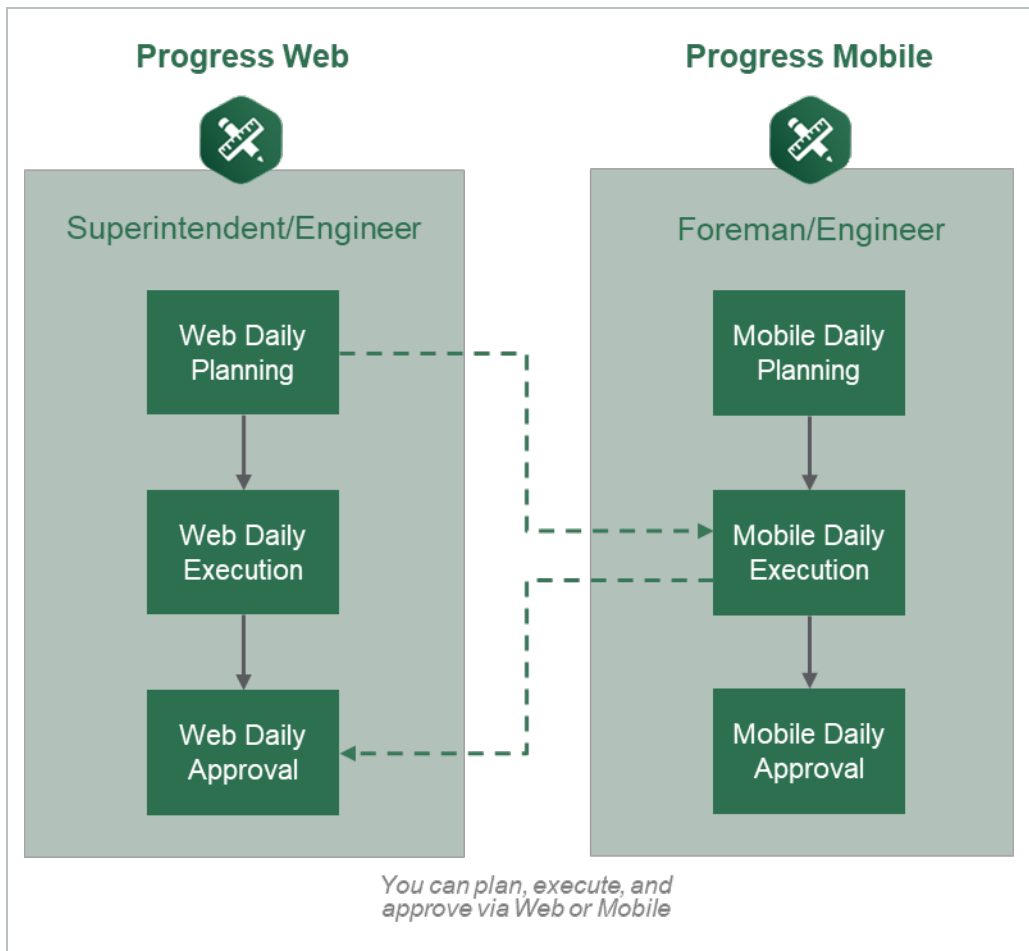 Progress Web
Progress Mobile
Superintendent/Engineer
Web Daily
Planning
Web Daily
Execution
Web Daily
Approval
Foreman/Engineer
Mobile Daily
Planning
Mobile Daily
Execution
Mobile Daily
Approval
You can plan, execute, and
approve via Web or Mobile